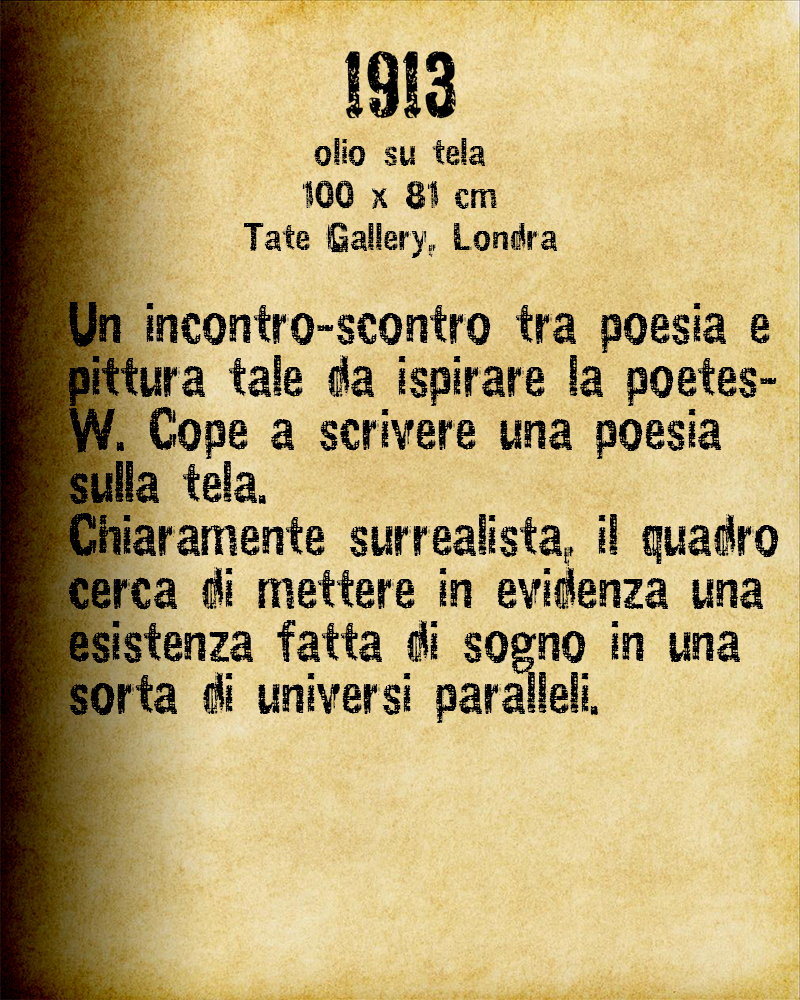 1913
olio su tela
100 x 81 cm
Tate Gallery, Londra
Un incontro-scontro tra poesia e
pittura tale da ispirare la poetes-
W. Cope a scrivere una poesia
sulla tela.
Chiaramente surrealista, il quadro
cerca di mettere in evidenza una
esistenza fatta di sogno in una
sorta di universi paralleli.